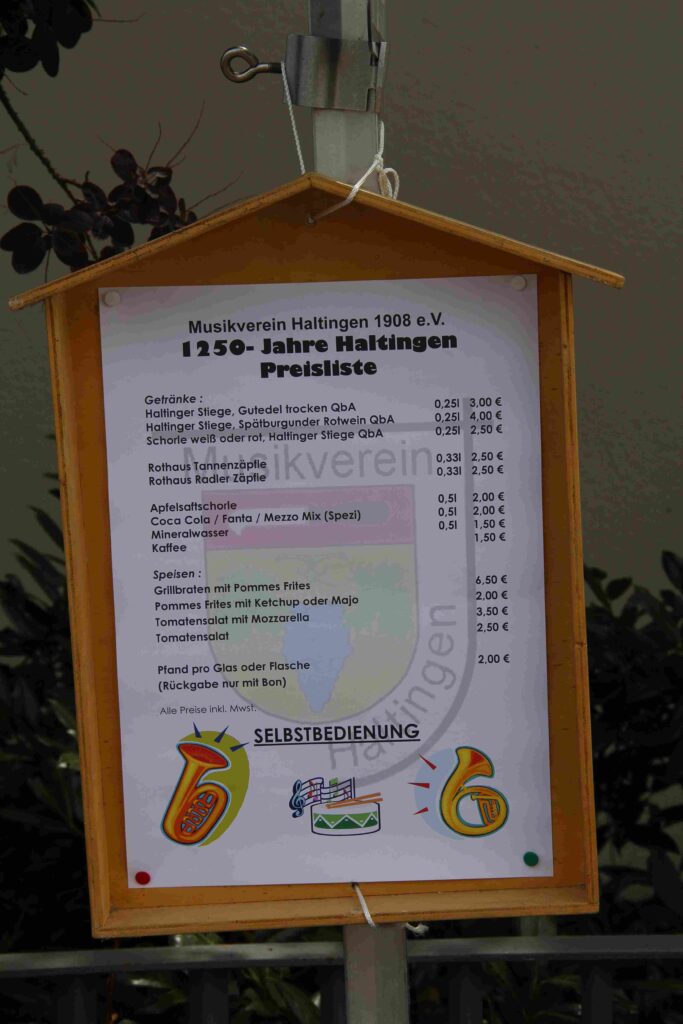 Musikverein Haltingen 1908 e.V.
1250- Jahre Haltingen
Preisliste
Getränke :
Haltinger Stiege, Gutedel trocken QbA 0,25l 3,00 €
Haltinger Stiege, Spätburgunder Rotwein QbA 0,25l 4,00 €
Schorle weiß oder rot, Haltinger Stiege QbA 0,25l 2,50 €
Rothaus Tannenzäpfle 0,33l 2,50 €
Rothaus Radler Zäpfle 0,33l 2,50 €
Apfelsaftschorle 0,5l 2,00 €
Coca Cola / Fanta / Mezzo Mix (Spezi) 0,5l 2,00 €
Mineralwasser 0,5l 1,50 €
Kaffee 1,50 €
Speisen :
Grillbraten mit Pommes Frites 6,50 €
Pommes Frites mit Ketchup oder Majo 2,00 €
Tomatensalat mit Mozzarella 3,50 €
Tomatensalat 2,50 €
Pfand pro Glas oder Flasche 2,00 €
(Rückgabe nur mit Bon)
Alle Preise inkl. Mwst.
SELBSTBEDIENUNG
Musikverein
Haltingen